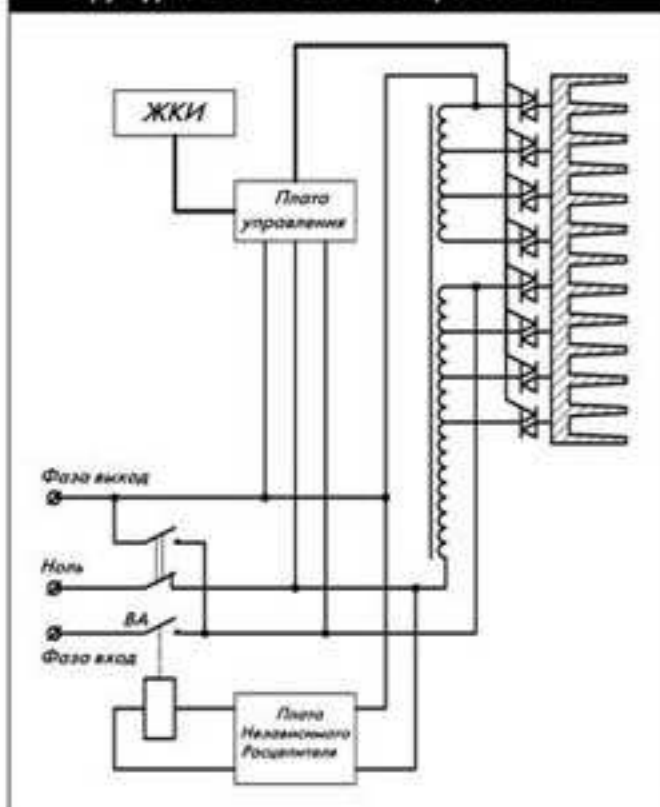 ЖКИ
Плата
управления
Фаза выход
Ноль
ВА
Фаза вход
Плата
Независимого
Расцепителя